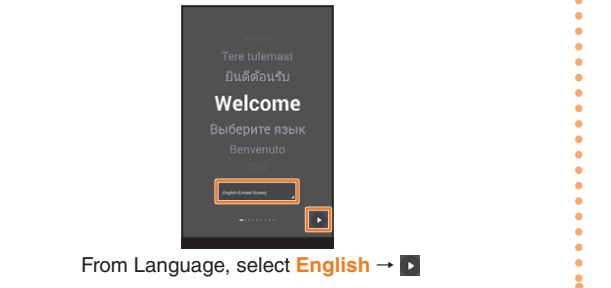 Tere tulemast
ยินดีต้อนรับ
Welcome
Выберите язык
Benvenuto
English (United States)
From Language, select English →